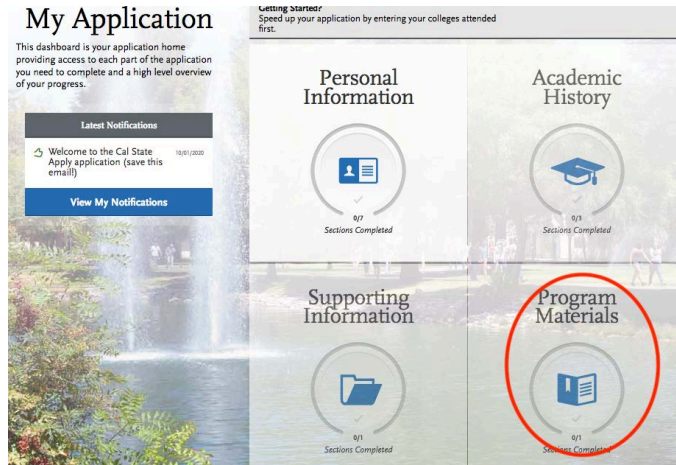 My Application
This dashboard is your application home
providing access to each part of the application
you need to complete and a high level overview
of your progress.
Latest Notifications
Welcome to the Cal State
Apply application (save this
email!)
10/01/2020
View My Notifications
Getting Started?
Speed up your application by entering your colleges attended
first.
Personal
Information
0/7
Sections Completed
Academic
History
0/3
Sections Completed
Supporting
Information
0/1
Sections Completed
Program
Materials
0/1
Sections Completed